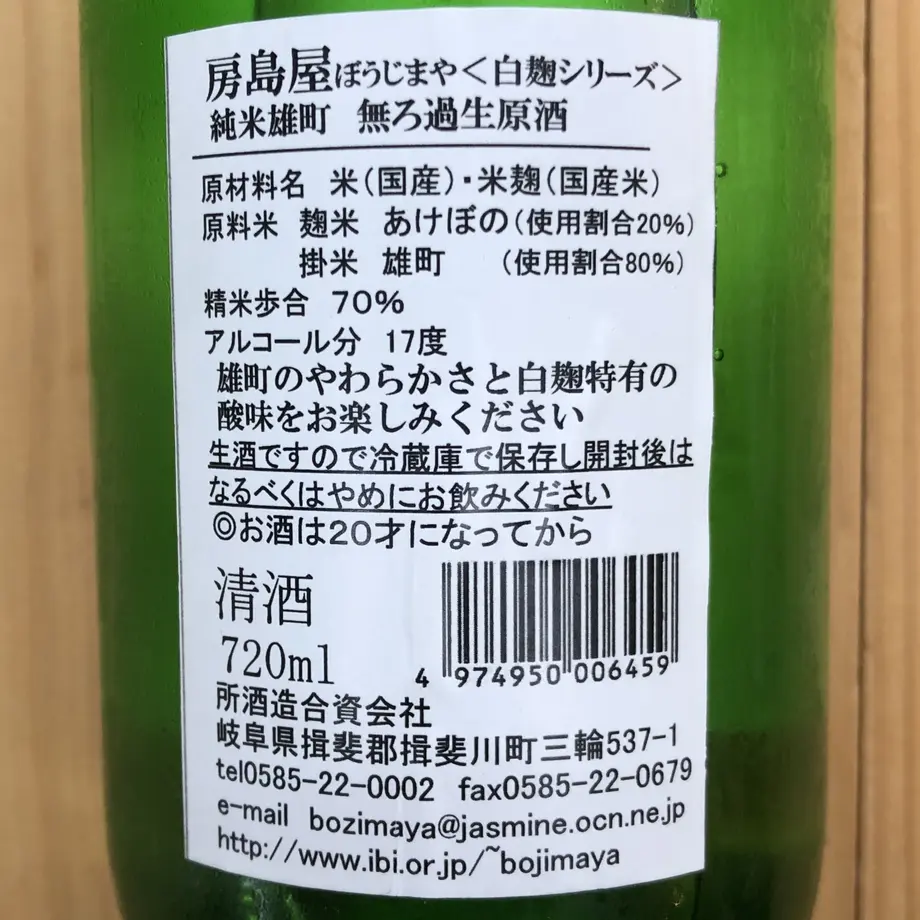 房島屋ぼうじまや＜白麹シリーズ＞
純米雄町　無ろ過生原酒
原材料名　米（国産）・米麹（国産米）
原料米　麹米　あけぼの（使用割合20%）
掛米　雄町　（使用割合80%）
精米歩合　70%
アルコール分　17度
雄町のやわらかさと白麹特有の
酸味をお楽しみください
生酒ですので冷蔵庫で保存し開封後は
なるべくはやめにお飲みください
◎お酒は20才になってから
清酒
720ml
4 974950 006459
所酒造合資会社
岐阜県揖斐郡揖斐川町三輪537-1
tel0585-22-0002 fax0585-22-0679
e-mail bozimaya@jasmine.ocn.ne.jp
http://www.ibi.or.jp/~bojimaya